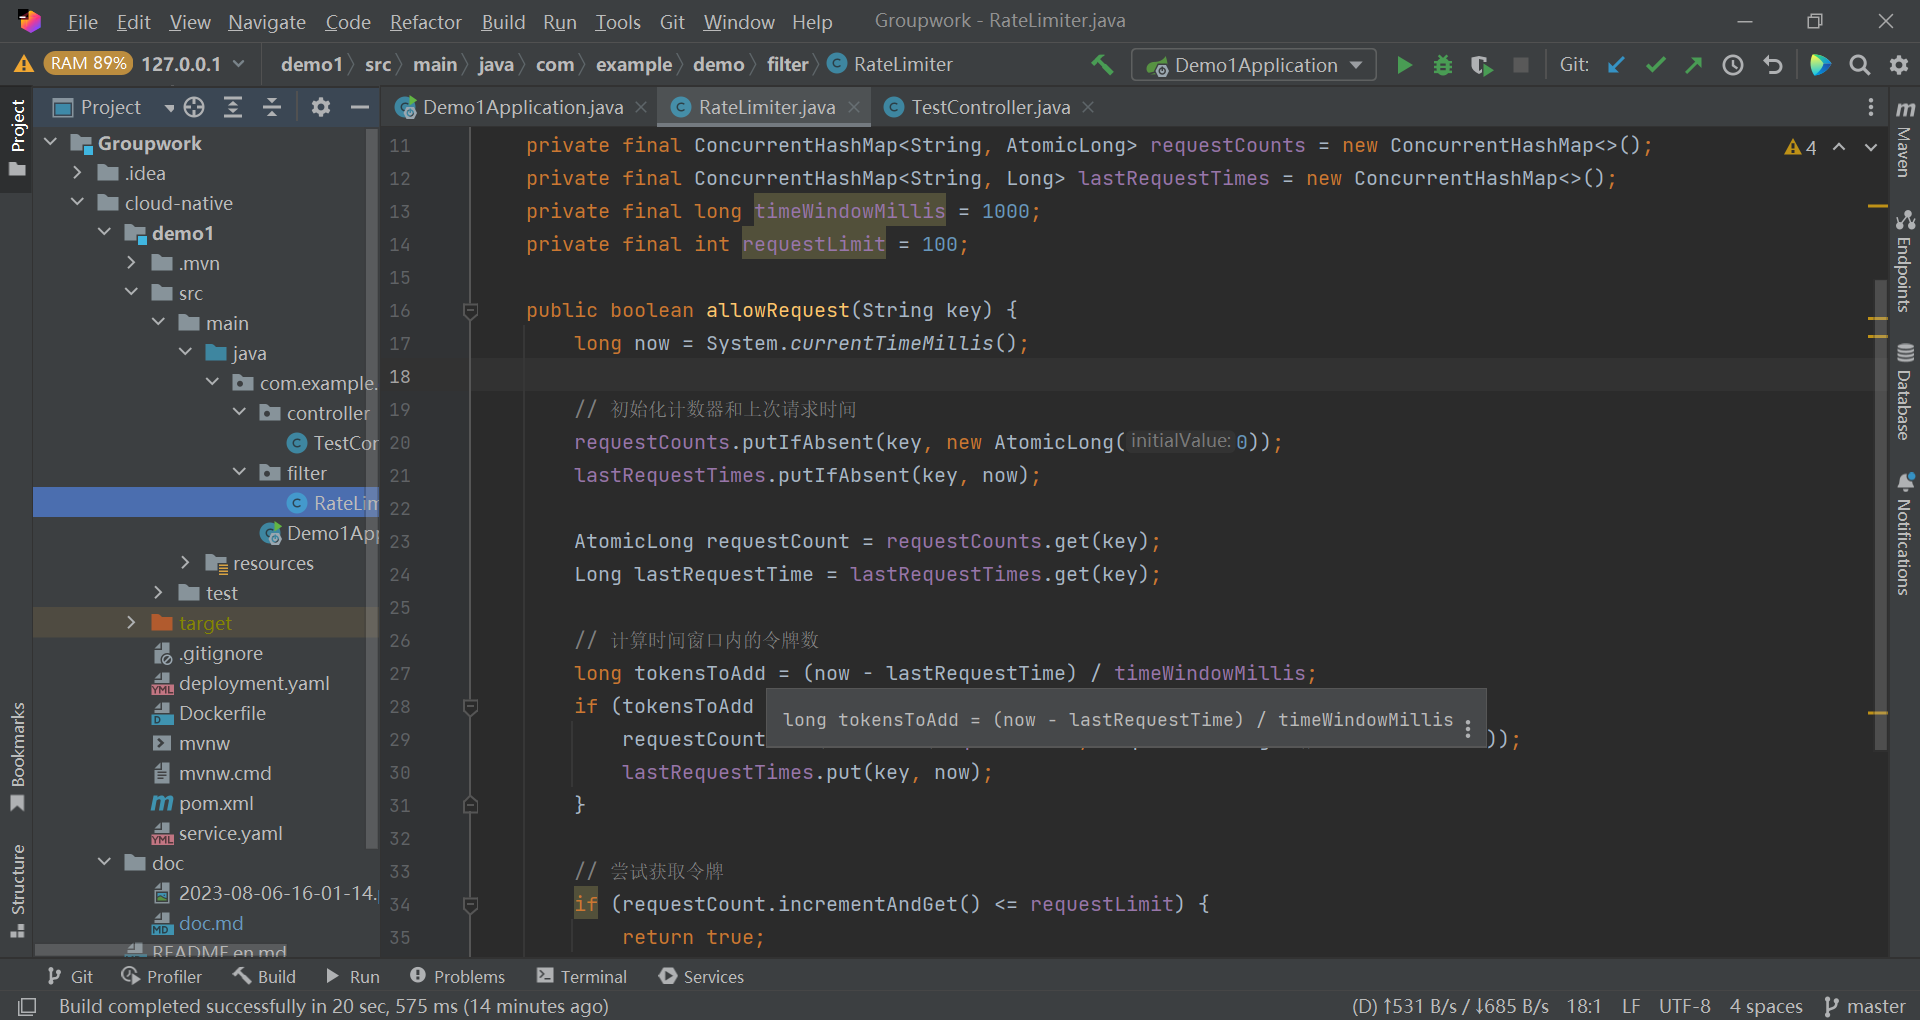 File Edit View Navigate Code Refactor Build Run Tools Git Window Help Groupwork - RateLimiter.java
RAM 89% 127.0.0.1 demo1 src main java com example demo filter RateLimiter Demo1Application Git:
Project
Demo1Application.java RateLimiter.java TestController.java
Project
Bookmarks
Structure
Groupwork
.idea
cloud-native
demo1
.mvn
src
main
java
com.example.
controller
TestCor
filter
RateLim
Demo1App
resources
test
target
.gitignore
deployment.yaml
Dockerfile
mvnw
mvnw.cmd
pom.xml
service.yaml
doc
2023-08-06-16-01-14.
doc.md
README.en.md
11 private final ConcurrentHashMap<String, AtomicLong> requestCounts = new ConcurrentHashMap<>();
12 private final ConcurrentHashMap<String, Long> lastRequestTimes = new ConcurrentHashMap<>();
13 private final long timeWindowMillis = 1000;
14 private final int requestLimit = 100;
15
16 public boolean allowRequest(String key) {
17 long now = System.currentTimeMillis();
18
19 // 初始化计数器和上次请求时间
20 requestCounts.putIfAbsent(key, new AtomicLong( initialValue: 0));
21 lastRequestTimes.putIfAbsent(key, now);
22
23 AtomicLong requestCount = requestCounts.get(key);
24 Long lastRequestTime = lastRequestTimes.get(key);
25
26 // 计算时间窗口内的令牌数
27 long tokensToAdd = (now - lastRequestTime) / timeWindowMillis;
28 if (tokensToAdd
long tokensToAdd = (now - lastRequestTime) / timeWindowMillis
29 requestCount ));
30 lastRequestTimes.put(key, now);
31 }
32
33 // 尝试获取令牌
34 if (requestCount.incrementAndGet() <= requestLimit) {
35 return true;
4
Maven
Endpoints
Database
Notifications
Git Profiler Build Run Problems Terminal Services
Build completed successfully in 20 sec, 575 ms (14 minutes ago) (D) ↑531 B/s / ↓685 B/s 18:1 LF UTF-8 4 spaces master